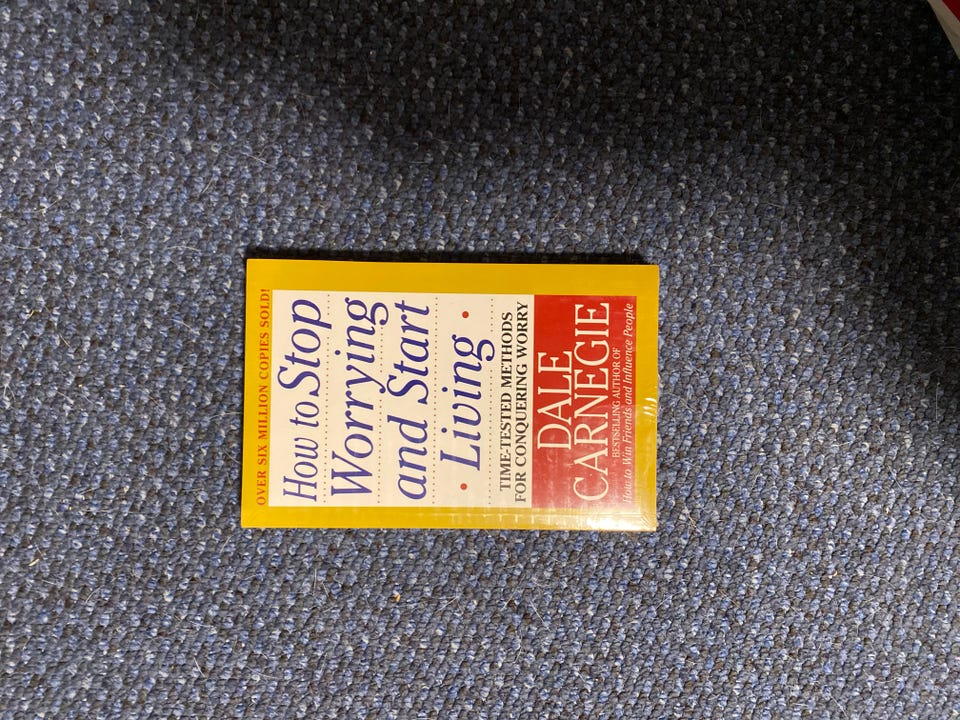 OVER SIX MILLION COPIES SOLD!
How to Stop
Worrying
and Start
• Living •
TIME-TESTED METHODS
FOR CONQUERING WORRY
DALE
CARNEGIE
BESTSELLING AUTHOR OF
How to Win Friends and Influence People